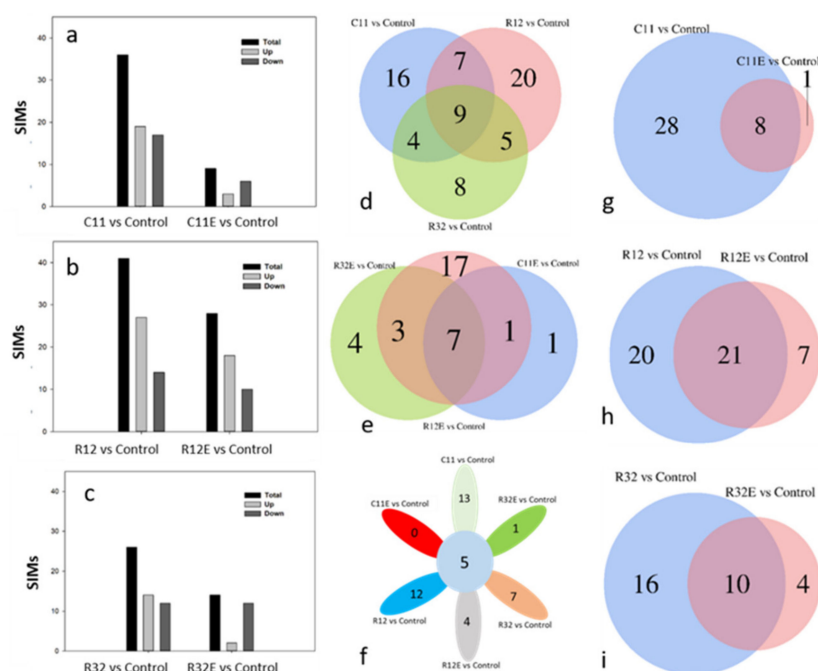 a
Total
Up
Down
40
30
20
10
0
SIMs
C11 vs Control
C11E vs Control
b
Total
Up
Down
40
30
20
10
0
SIMs
R12 vs Control
R12E vs Control
c
Total
Up
Down
40
20
0
SIMs
R32 vs Control
R32E vs Control
C11 vs Control
R12 vs Control
16
7
20
9
4
5
8
d
R32 vs Control
R32E vs Control
17
C11E vs Control
4
3
7
1
1
e
R12E vs Control
C11 vs Control
13
C11E vs Control
R32E vs Control
0
1
5
12
7
R12 vs Control
4
R32 vs Control
f
R12E vs Control
C11 vs Control
C11E vs Control
1
28
8
g
R12 vs Control
R12E vs Control
20
21
7
h
R32 vs Control
R32E vs Control
16
10
4
i